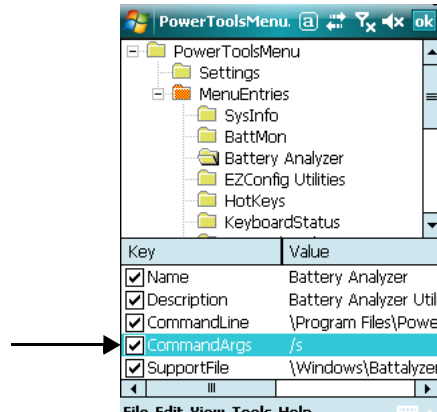 PowerToolsMenu. a ok
PowerToolsMenu
Settings
MenuEntries
SysInfo
BattMon
Battery Analyzer
EZConfig Utilities
HotKeys
KeyboardStatus
Key Value
Name Battery Analyzer
Description Battery Analyzer Util
CommandLine \Program Files\Powe
CommandArgs /s
SupportFile \Windows\Battalyzer
File Edit View Tools Help